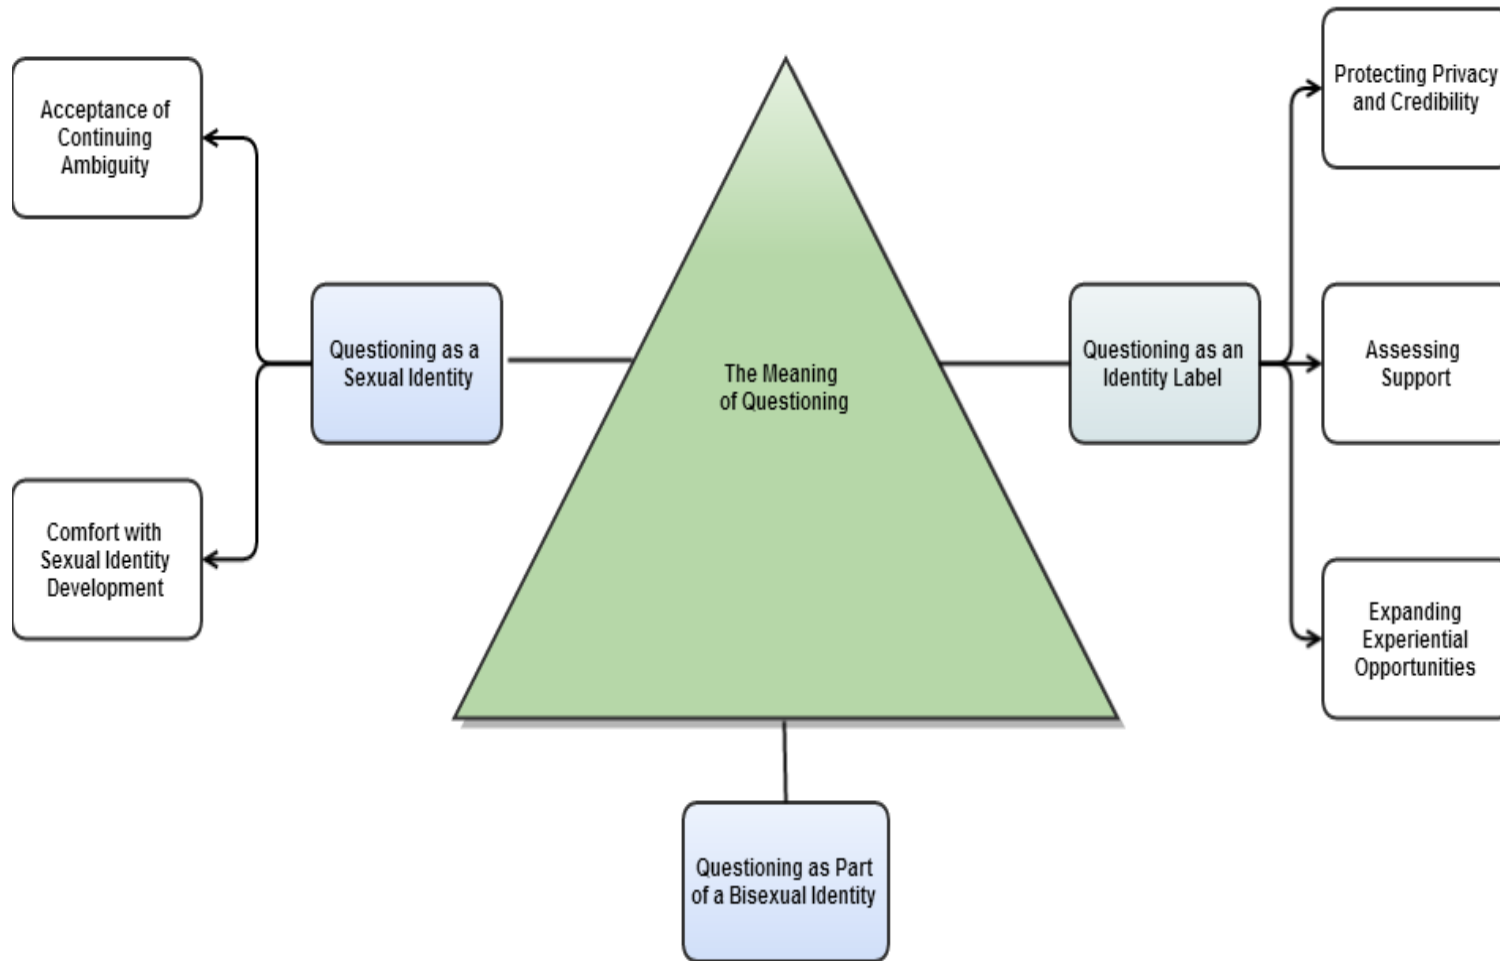 Acceptance of
Continuing
Ambiguity
Comfort with
Sexual Identity
Development
Questioning as a
Sexual Identity
The Meaning
of Questioning
Questioning as Part
of a Bisexual Identity
Questioning as an
Identity Label
Protecting Privacy
and Credibility
Assessing
Support
Expanding
Experiential
Opportunities